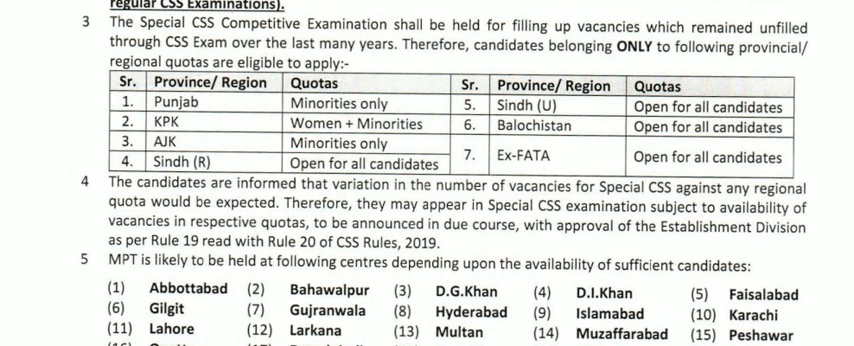 regular CSS Examinations).
3 The Special CSS Competitive Examination shall be held for filling up vacancies which remained unfilled
through CSS Exam over the last many years. Therefore, candidates belonging ONLY to following provincial/
regional quotas are eligible to apply:-
Sr. Province/ Region Quotas Sr. Province/ Region Quotas
1. Punjab Minorities only 5. Sindh (U) Open for all candidates
2. KPK Women + Minorities 6. Balochistan Open for all candidates
3. AJK Minorities only 7. Ex-FATA Open for all candidates
4. Sindh (R) Open for all candidates
4 The candidates are informed that variation in the number of vacancies for Special CSS against any regional
quota would be expected. Therefore, they may appear in Special CSS examination subject to availability of
vacancies in respective quotas, to be announced in due course, with approval of the Establishment Division
as per Rule 19 read with Rule 20 of CSS Rules, 2019.
5 MPT is likely to be held at following centres depending upon the availability of sufficient candidates:
(1) Abbottabad (2) Bahawalpur (3) D.G.Khan (4) D.I.Khan (5) Faisalabad
(6) Gilgit (7) Gujranwala (8) Hyderabad (9) Islamabad (10) Karachi
(11) Lahore (12) Larkana (13) Multan (14) Muzaffarabad (15) Peshawar